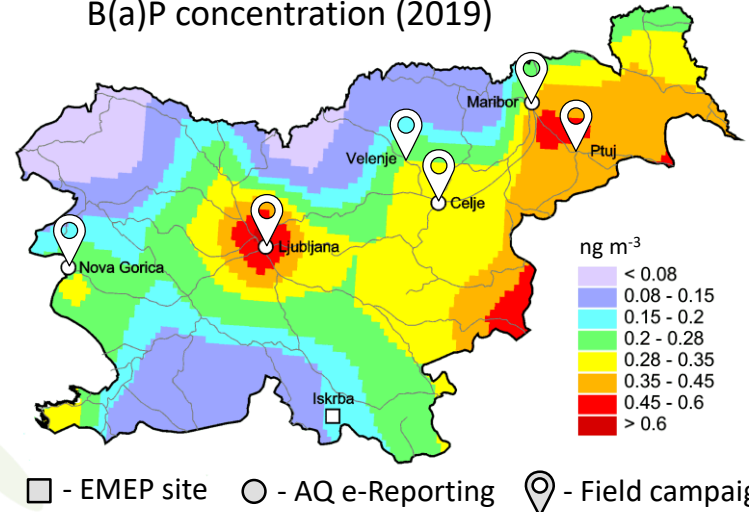 B(a)P concentration (2019)
Maribor
Velenje
Ptuj
Celje
Ljubljana
Nova Gorica
Iskrba
ng m⁻³
< 0.08
0.08 - 0.15
0.15 - 0.2
0.2 - 0.28
0.28 - 0.35
0.35 - 0.45
0.45 - 0.6
> 0.6
- EMEP site - AQ e-Reporting - Field campaig